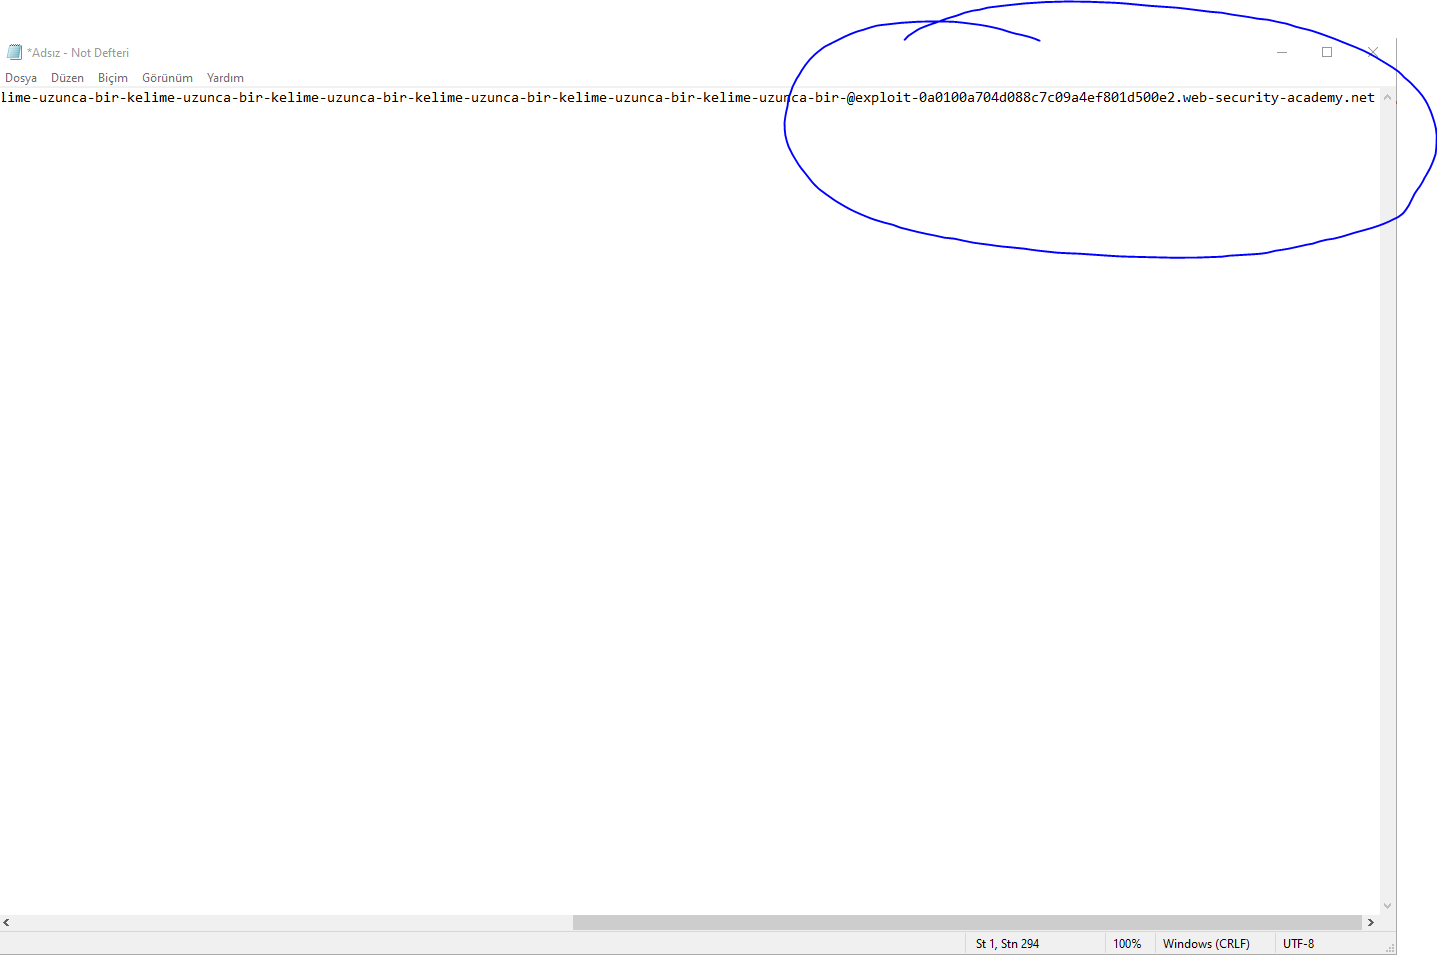 *Adsız - Not Defteri
Dosya Düzen Biçim Görünüm Yardım
lime-uzunca-bir-kelime-uzunca-bir-kelime-uzunca-bir-kelime-uzunca-bir-kelime-uzunca-bir-kelime-uzunca-bir-@exploit-0a0100a704d088c7c09a4ef801d500e2.web-security-academy.net
St 1, Stn 294 100% Windows (CRLF) UTF-8